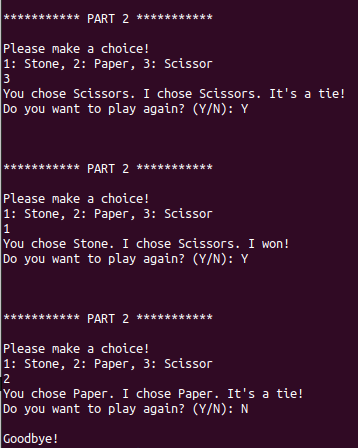 *********** PART 2 ***********
Please make a choice!
1: Stone, 2: Paper, 3: Scissor
3
You chose Scissors. I chose Scissors. It's a tie!
Do you want to play again? (Y/N): Y
*********** PART 2 ***********
Please make a choice!
1: Stone, 2: Paper, 3: Scissor
1
You chose Stone. I chose Scissors. I won!
Do you want to play again? (Y/N): Y
*********** PART 2 ***********
Please make a choice!
1: Stone, 2: Paper, 3: Scissor
2
You chose Paper. I chose Paper. It's a tie!
Do you want to play again? (Y/N): N
Goodbye!